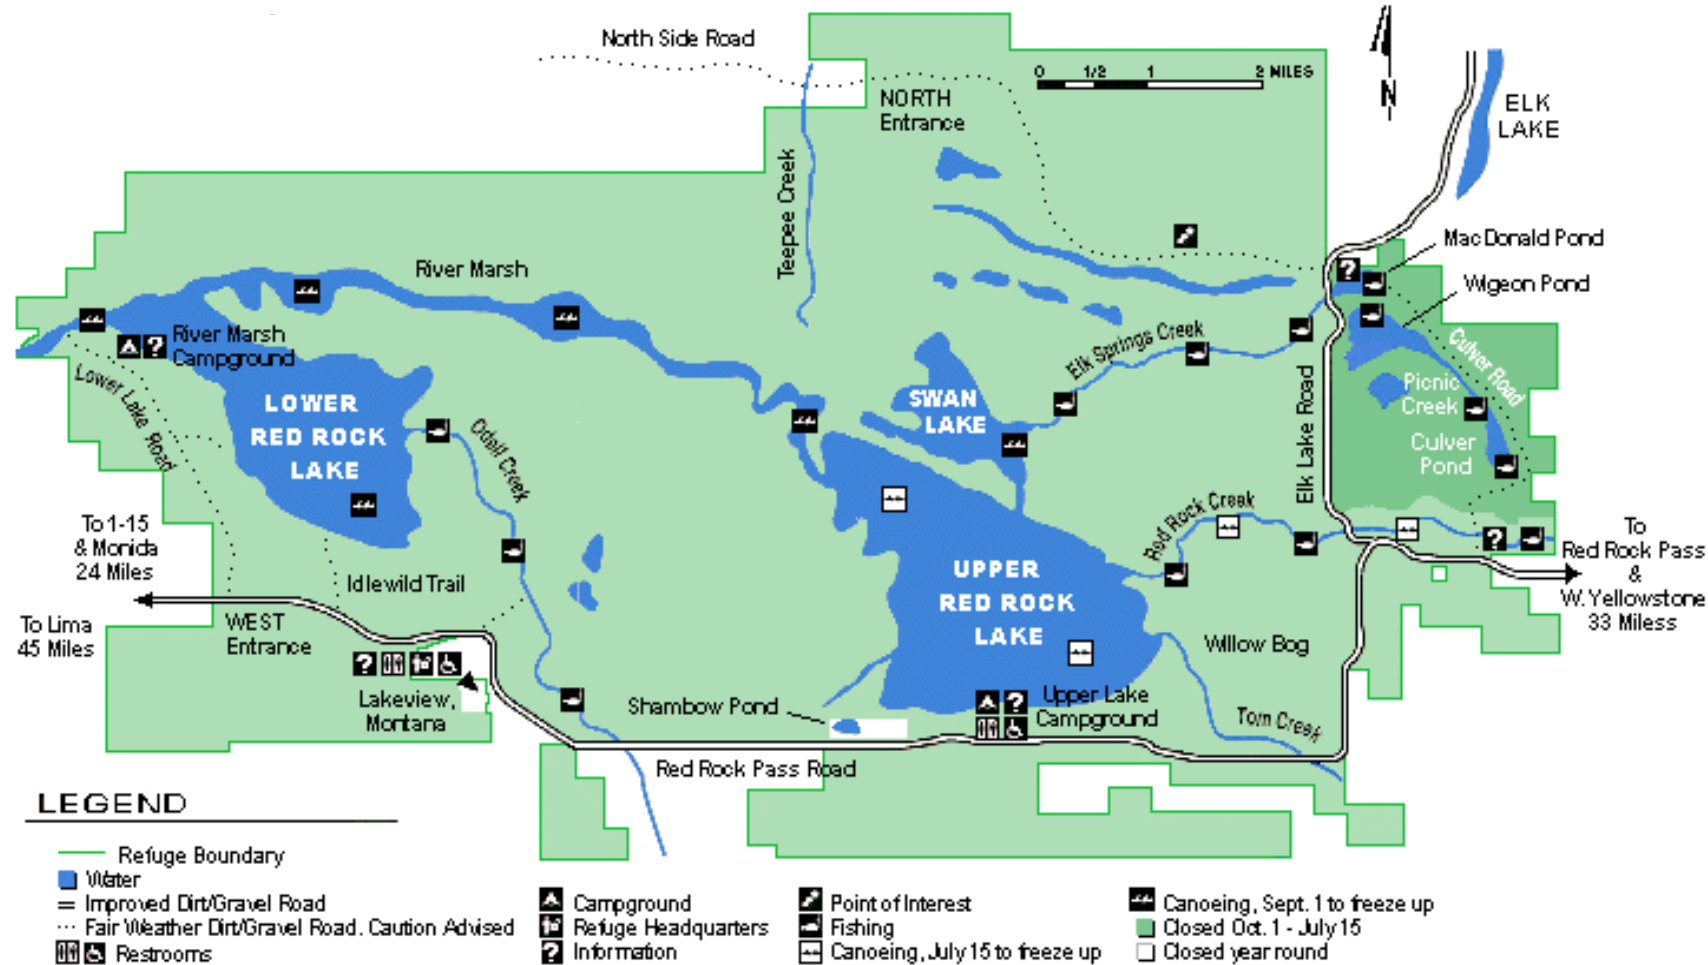 North Side Road
0 1/2 1 2 MILES
NORTH
Entrance
N
ELK
LAKE
Teepee Creek
MacDonald Pond
River Marsh
Wigeon Pond
River Marsh
Campground
Elk Springs Creek
Culver Road
Lower Lake Road
LOWER
RED ROCK
LAKE
SWAN
LAKE
Elk Lake Road
Picnic
Creek
Odell Creek
Culver
Pond
To 1-15
& Monida
24 Miles
Red Rock Creek
To
Red Rock Pass
&
W. Yellowstone
33 Miless
Idlewild Trail
UPPER
RED ROCK
LAKE
To Lima
45 Miles
WEST
Entrance
Willow Bog
Lakeview,
Montana
Shambow Pond
Upper Lake
Campground
Tom Creek
Red Rock Pass Road
LEGEND
Refuge Boundary
Water
Improved Dirt/Gravel Road
Fair Weather Dirt/Gravel Road. Caution Advised
Restrooms
Campground
Refuge Headquarters
Information
Point of Interest
Fishing
Canoeing, July 15 to freeze up
Canoeing, Sept. 1 to freeze up
Closed Oct. 1 - July 15
Closed year round